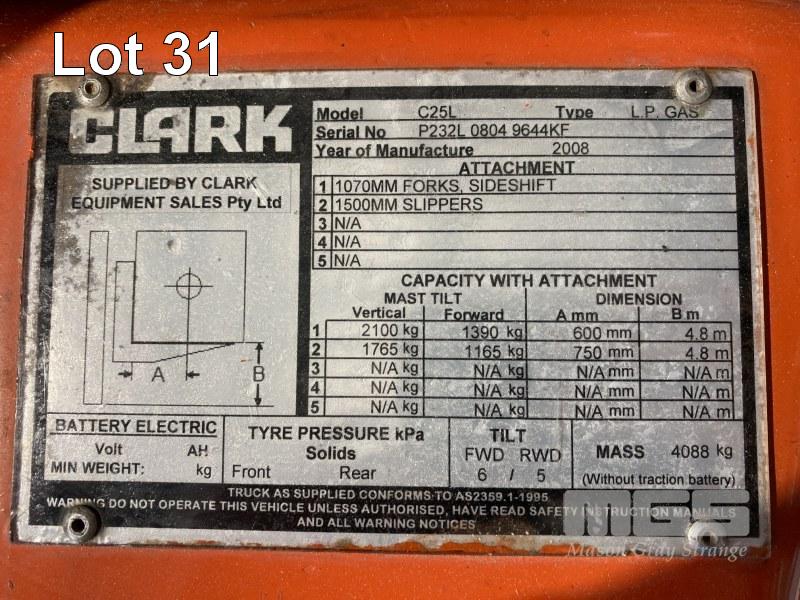 Lot 31
CLARK
SUPPLIED BY CLARK
EQUIPMENT SALES Pty Ltd
A
B
Model C25L Type L.P. GAS
Serial No P232L 0804 9644KF
Year of Manufacture 2008
ATTACHMENT
1 1070MM FORKS, SIDESHIFT
2 1500MM SLIPPERS
3 N/A
4 N/A
5 N/A
CAPACITY WITH ATTACHMENT
MAST TILT DIMENSION
Vertical Forward A mm B m
1 2100 kg 1390 kg 600 mm 4.8 m
2 1765 kg 1165 kg 750 mm 4.8 m
3 N/A kg N/A kg N/A mm N/A m
4 N/A kg N/A kg N/A mm N/A m
5 N/A kg N/A kg N/A mm N/A m
BATTERY ELECTRIC
Volt AH
MIN WEIGHT: kg
TYRE PRESSURE kPa
Solids
Front Rear
TILT
FWD RWD
6 / 5
MASS 4088 kg
(Without traction battery)
TRUCK AS SUPPLIED CONFORMS TO AS2359.1-1995
WARNING DO NOT OPERATE THIS VEHICLE UNLESS AUTHORISED, HAVE READ SAFETY INSTRUCTION MANUALS
AND ALL WARNING NOTICES
MGS
Mason Gray Strange